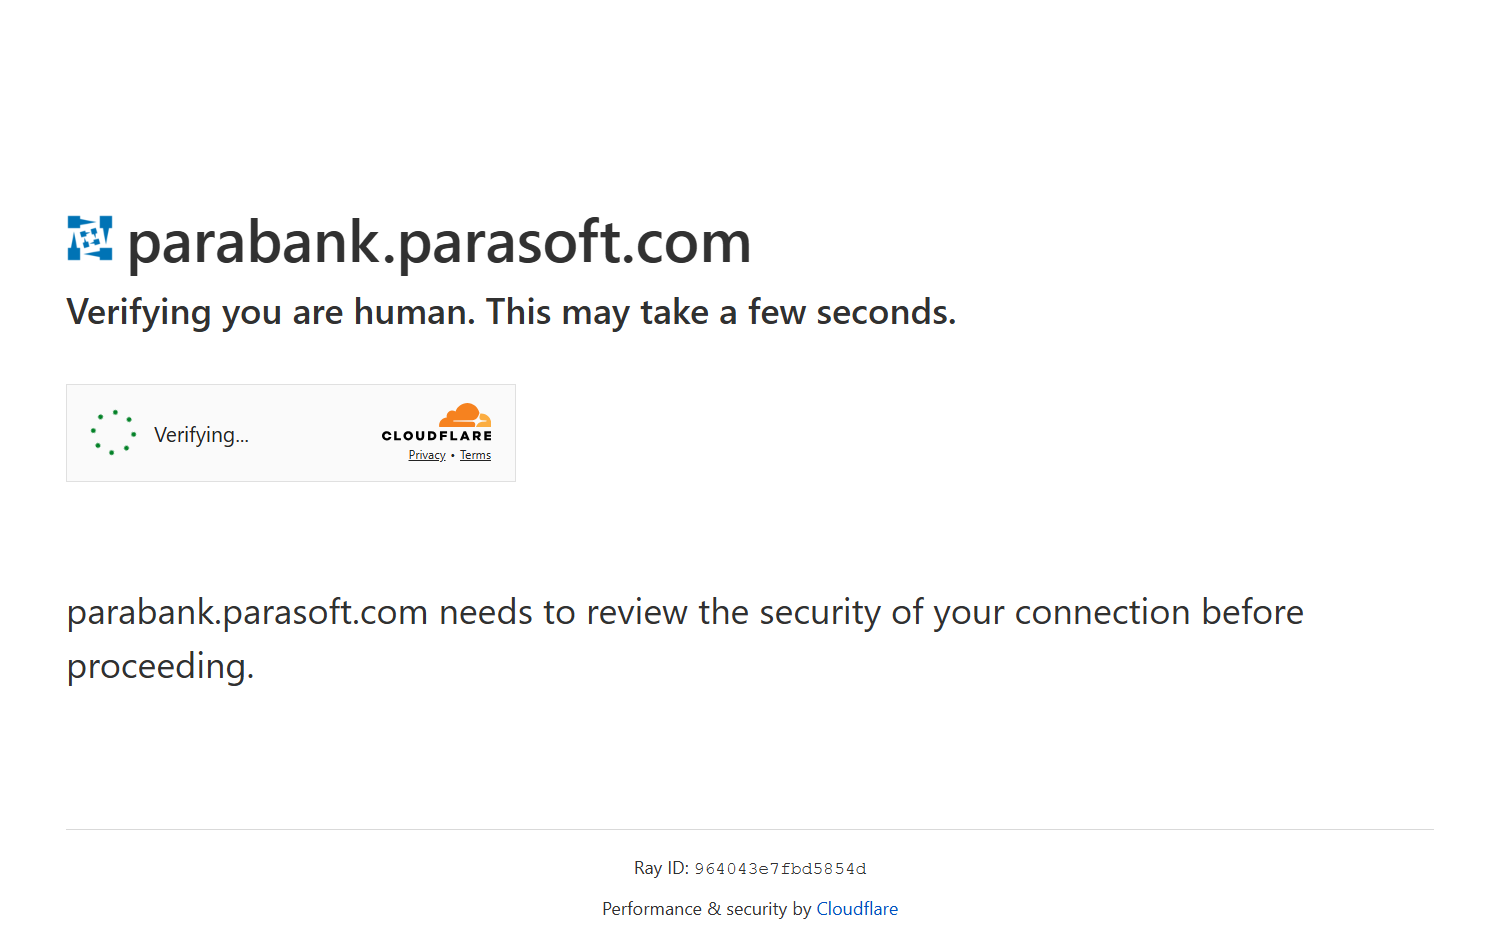 parabank.parasoft.com
Verifying you are human. This may take a few seconds.
Verifying...
CLOUDFLARE
Privacy • Terms
parabank.parasoft.com needs to review the security of your connection before
proceeding.
Ray ID: 964043e7fbd5854d
Performance & security by Cloudflare